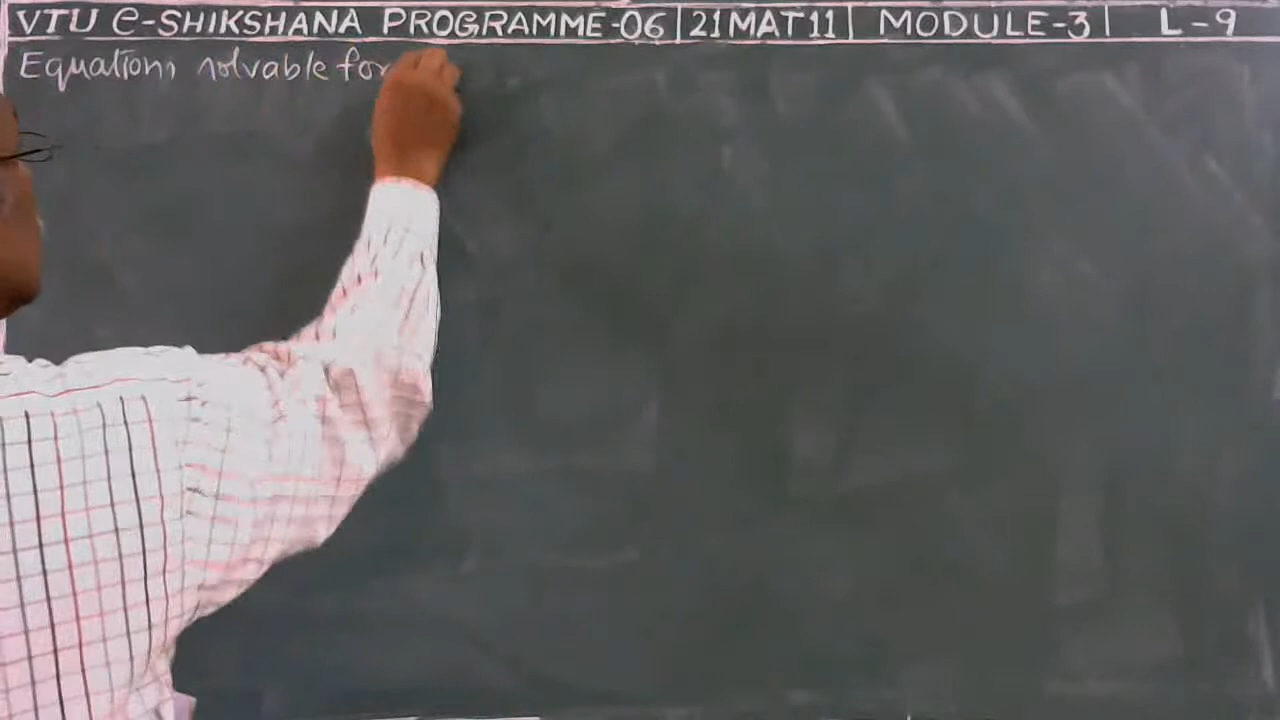 VTU e-SHIKSHANA PROGRAMME-06 | 21MAT11 | MODULE-3 | L-9
Equations solvable for